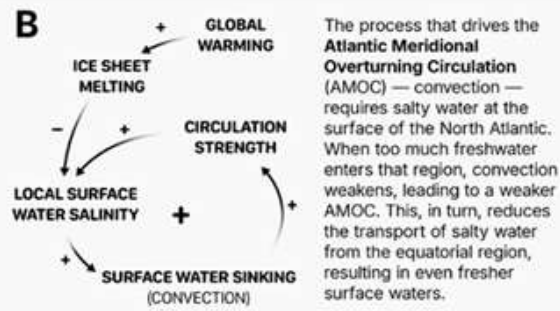 B
+
GLOBAL
WARMING
ICE SHEET
MELTING
−
+
CIRCULATION
STRENGTH
LOCAL SURFACE
WATER SALINITY
+
+
+
SURFACE WATER SINKING
(CONVECTION)
The process that drives the
Atlantic Meridional
Overturning Circulation
(AMOC) — convection —
requires salty water at the
surface of the North Atlantic.
When too much freshwater
enters that region, convection
weakens, leading to a weaker
AMOC. This, in turn, reduces
the transport of salty water
from the equatorial region,
resulting in even fresher
surface waters.